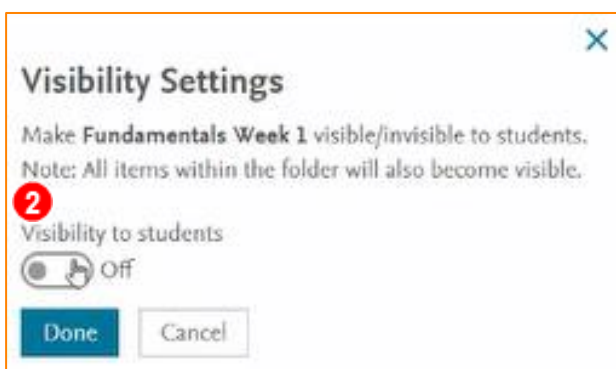 Visibility Settings
Make Fundamentals Week 1 visible/invisible to students.
Note: All items within the folder will also become visible.
2
Visibility to students
Off
Done Cancel